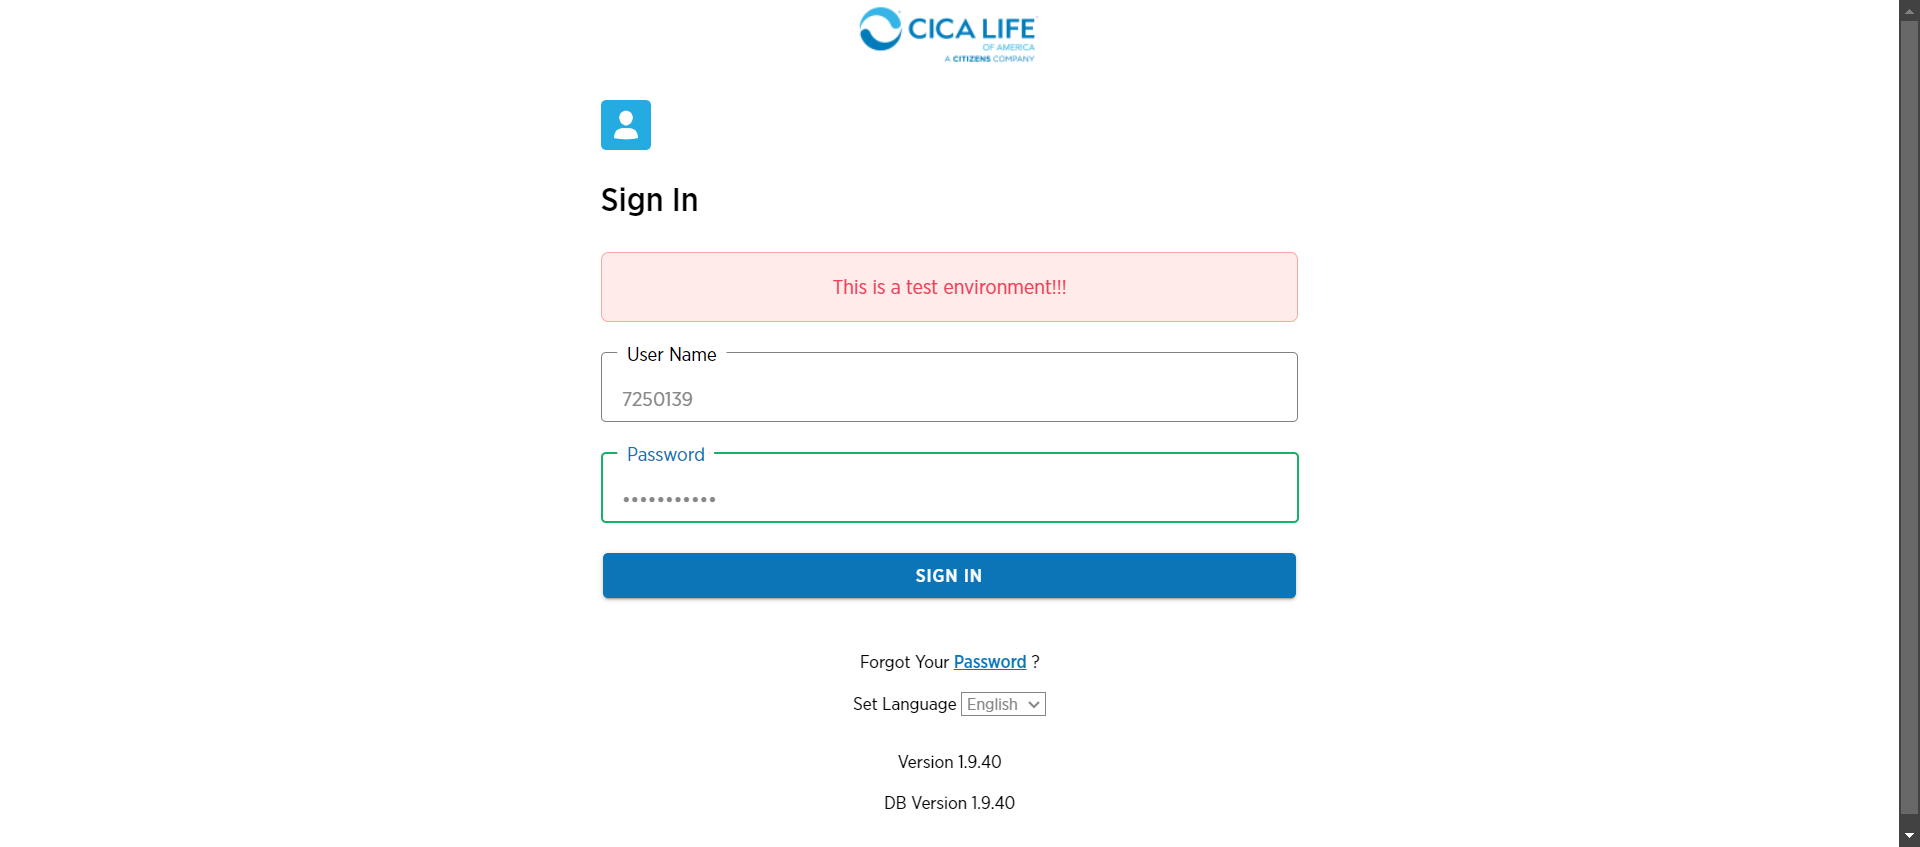 CICA LIFE
OF AMERICA
A CITIZENS COMPANY
Sign In
This is a test environment!!!
User Name
7250139
Password
•••••••••••
SIGN IN
Forgot Your Password ?
Set Language English
Version 1.9.40
DB Version 1.9.40